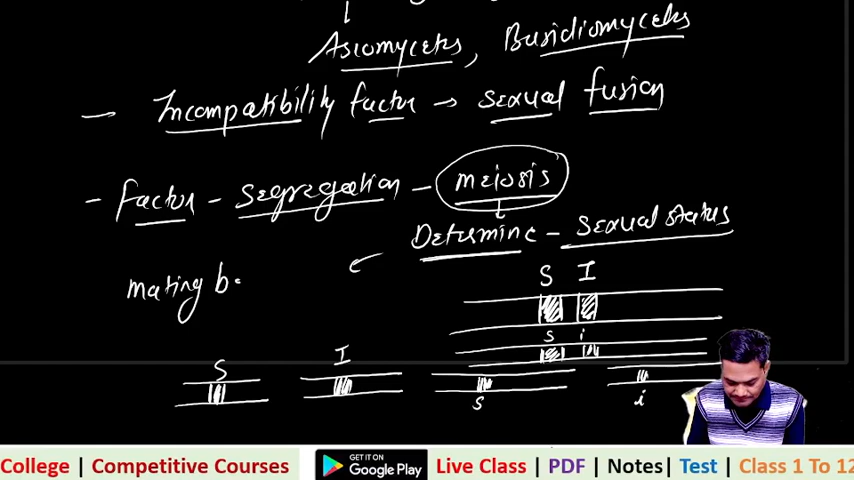 Ascomycetes, Basidiomycetes
- Incompatibility factor → sexual fusion
- Factor - segregation - meiosis
Determine - sexual status
mating b
S I
s i
S I
s i
College | Competitive Courses GET IT ON Google Play Live Class | PDF | Notes| Test | Class 1 To 12